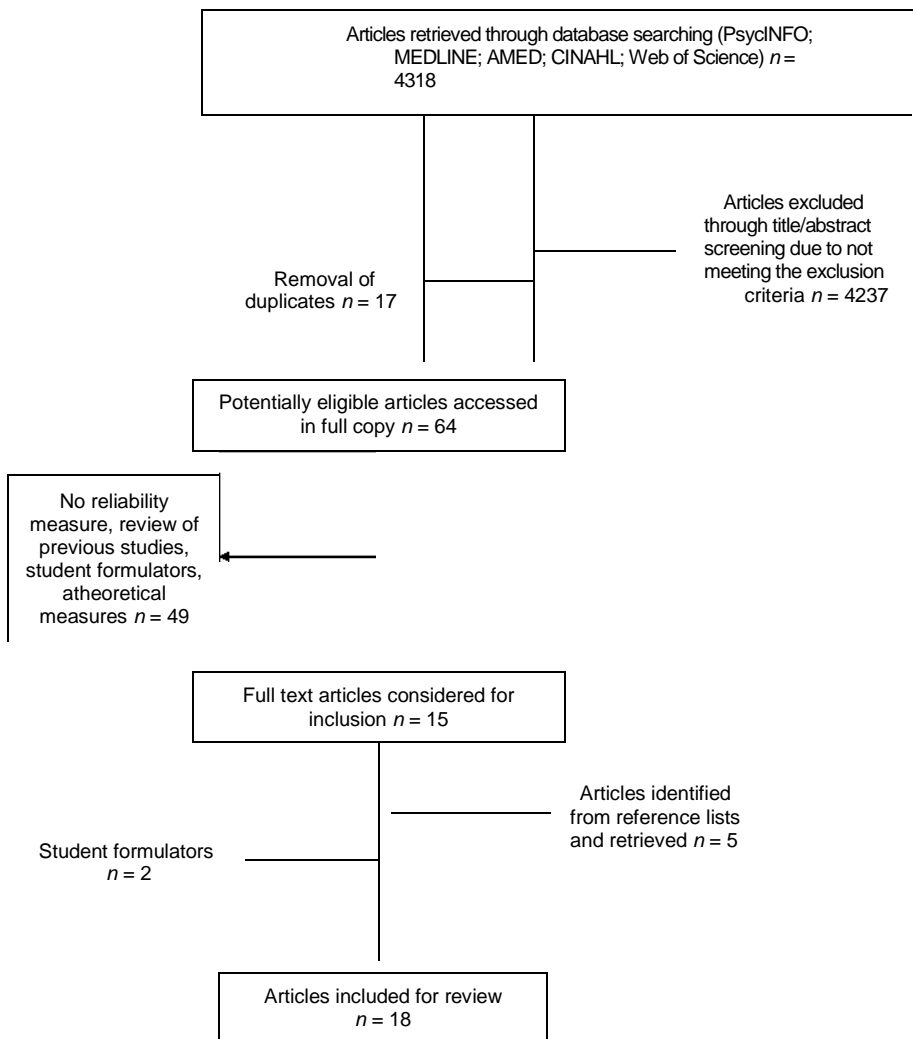 Articles retrieved through database searching (PsycINFO;
MEDLINE; AMED; CINAHL; Web of Science) n =
4318
Articles excluded
through title/abstract
screening due to not
meeting the exclusion
criteria n = 4237
Removal of
duplicates n = 17
Potentially eligible articles accessed
in full copy n = 64
No reliability
measure, review of
previous studies,
student formulators,
atheoretical
measures n = 49
Full text articles considered for
inclusion n = 15
Articles identified
from reference lists
and retrieved n = 5
Student formulators
n = 2
Articles included for review
n = 18